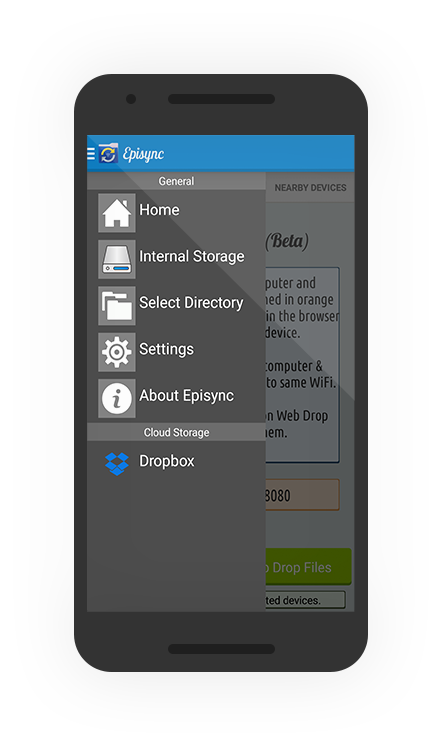 Episync
General
NEARBY DEVICES
Home
(Beta)
Internal Storage
puter and
ned in orange
Select Directory
in the browser
device.
Settings
computer &
to same WiFi.
About Episync
on Web Drop
em.
Cloud Storage
Dropbox
8080
Drop Files
ted devices.